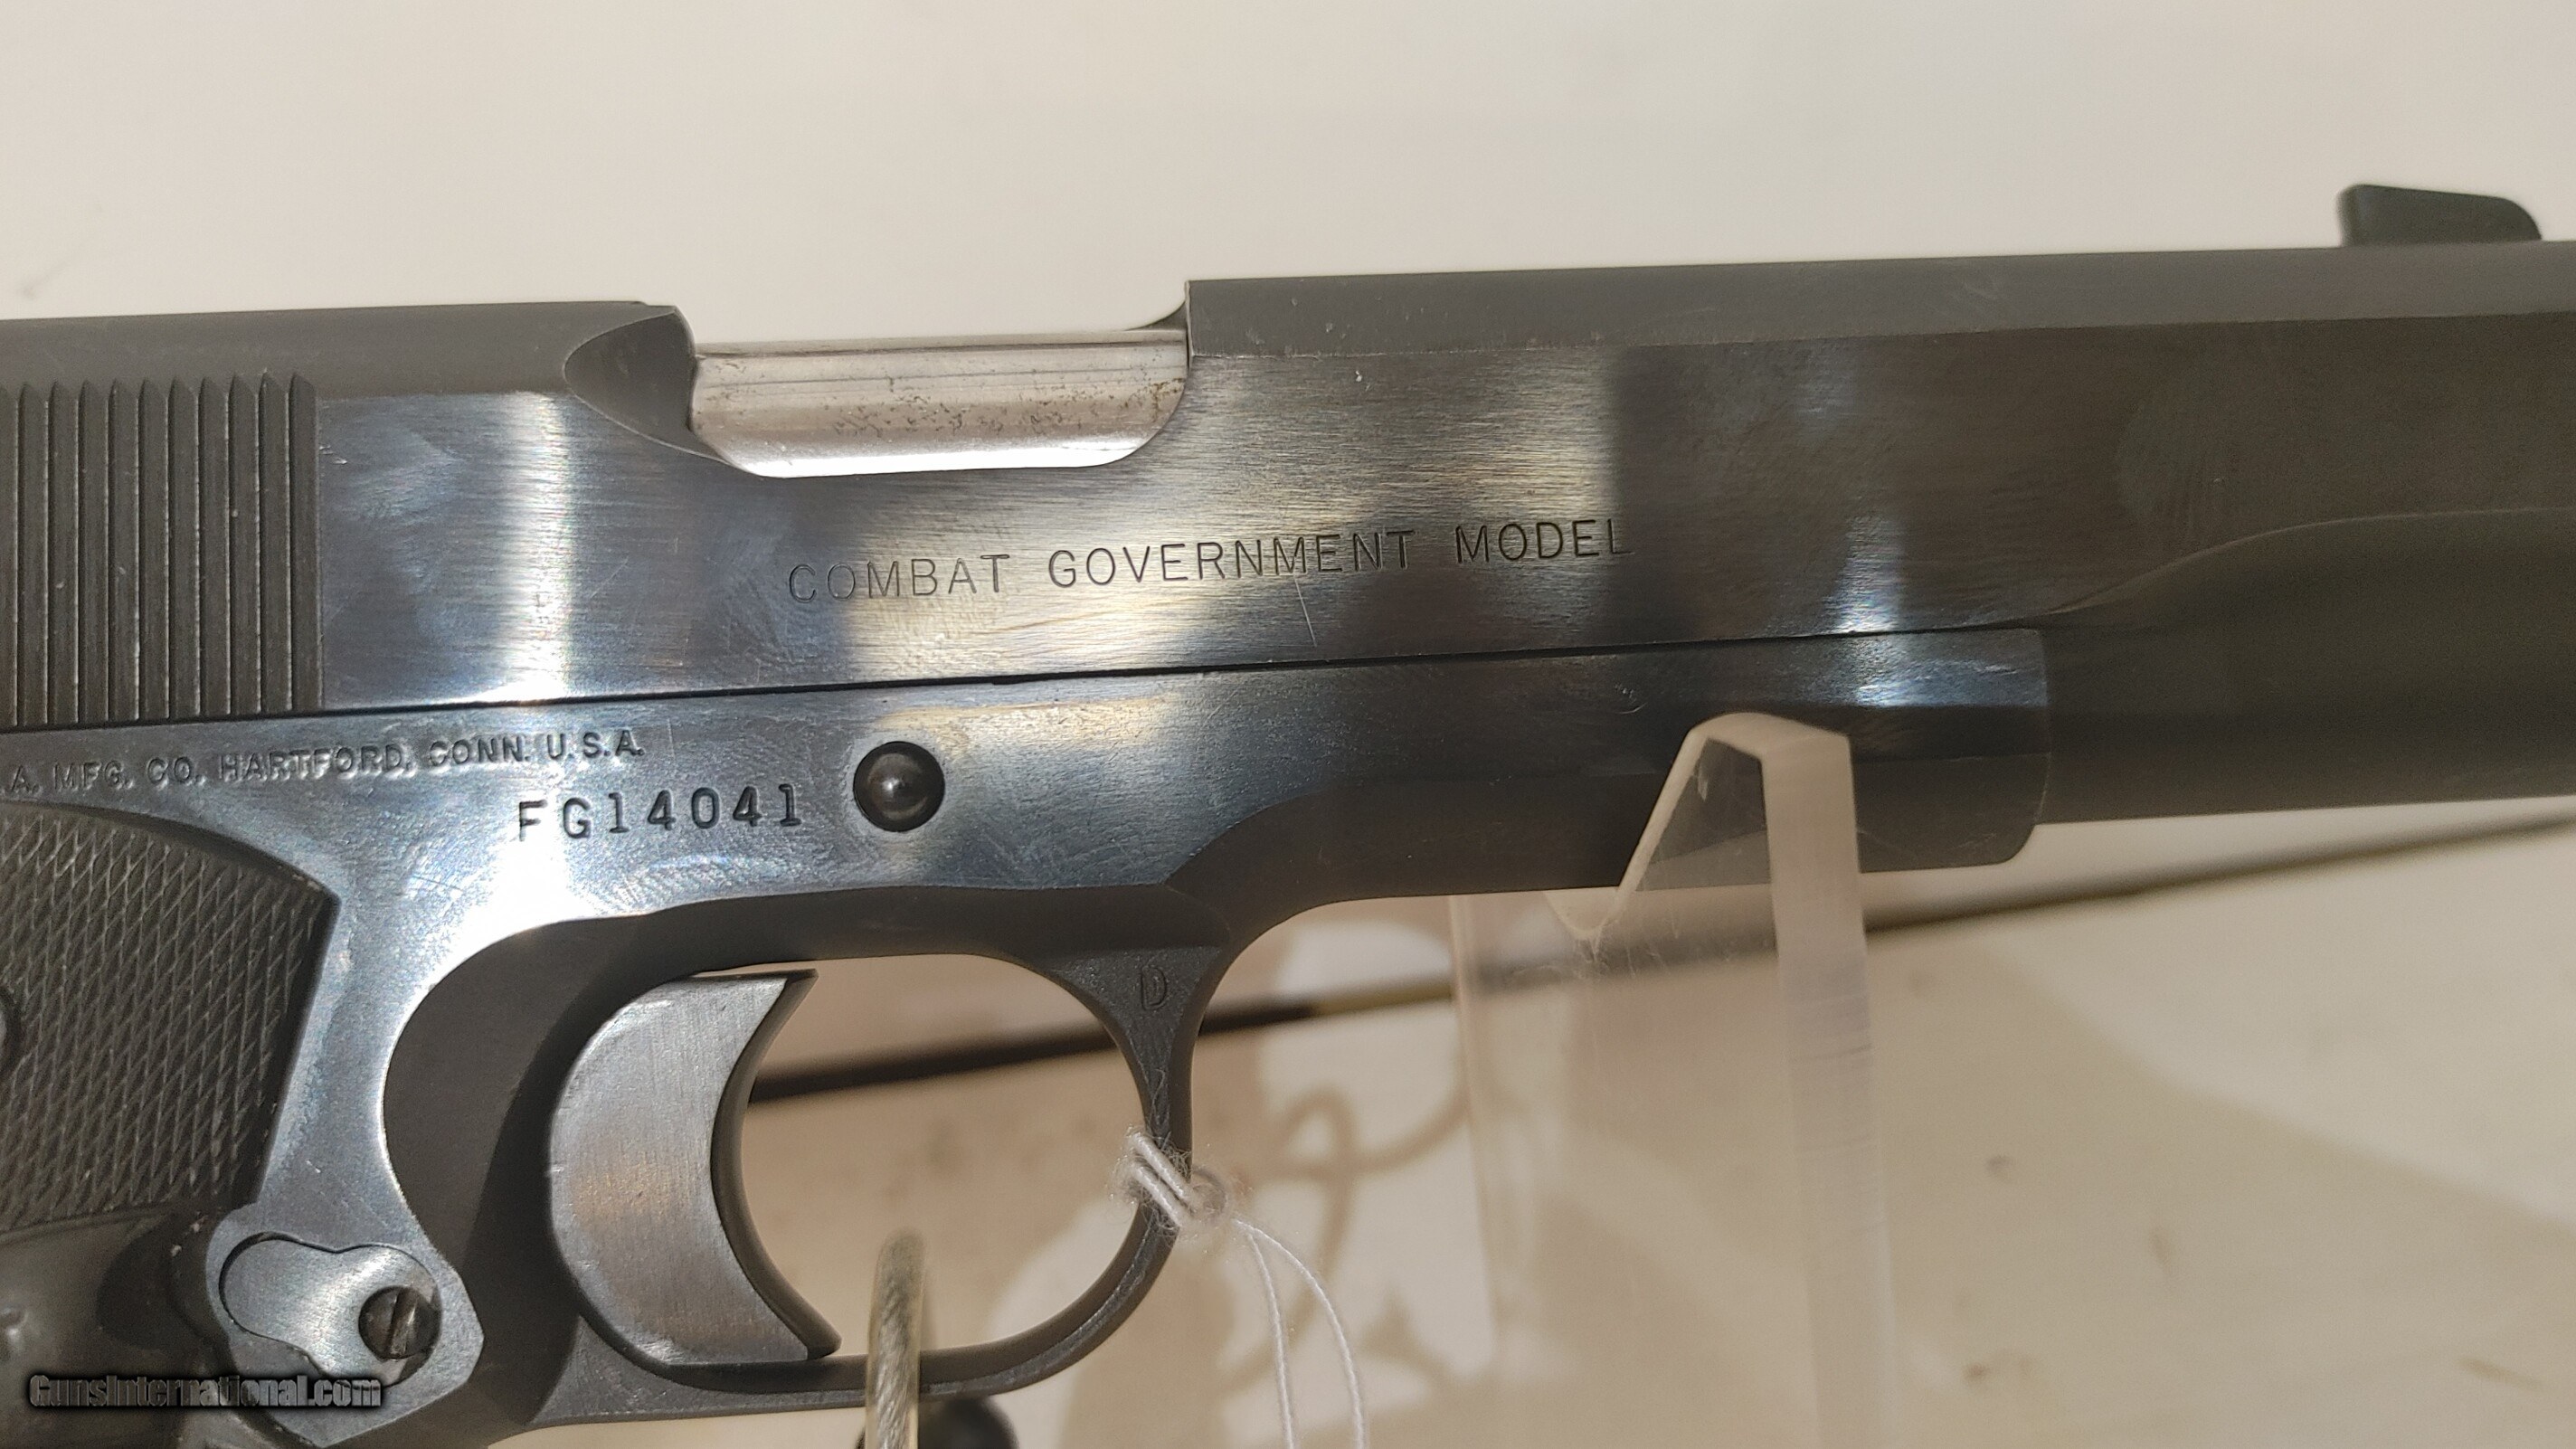 COMBAT GOVERNMENT MODEL
A. MFG. CO. HARTFORD, CONN. U.S.A.
FG14041
D
GunsInternational.com